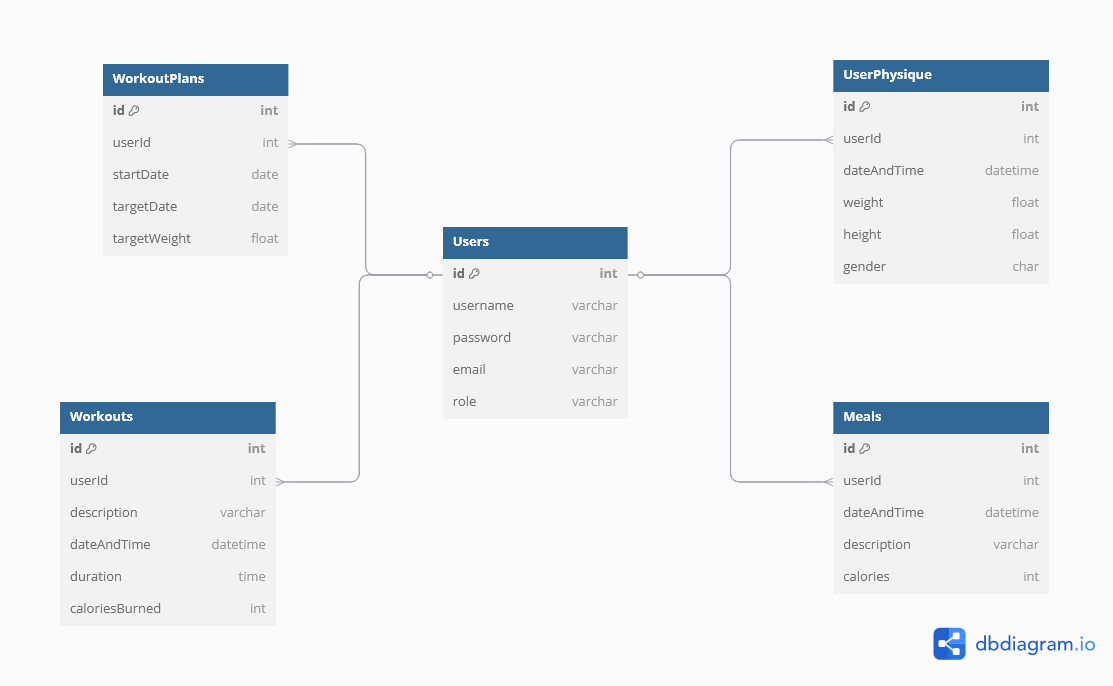 WorkoutPlans
id int
userId int
startDate date
targetDate date
targetWeight float
UserPhysique
id int
userId int
dateAndTime datetime
weight float
height float
gender char
Users
id int
username varchar
password varchar
email varchar
role varchar
Workouts
id int
userId int
description varchar
dateAndTime datetime
duration time
caloriesBurned int
Meals
id int
userId int
dateAndTime datetime
description varchar
calories int
dbdiagram.io